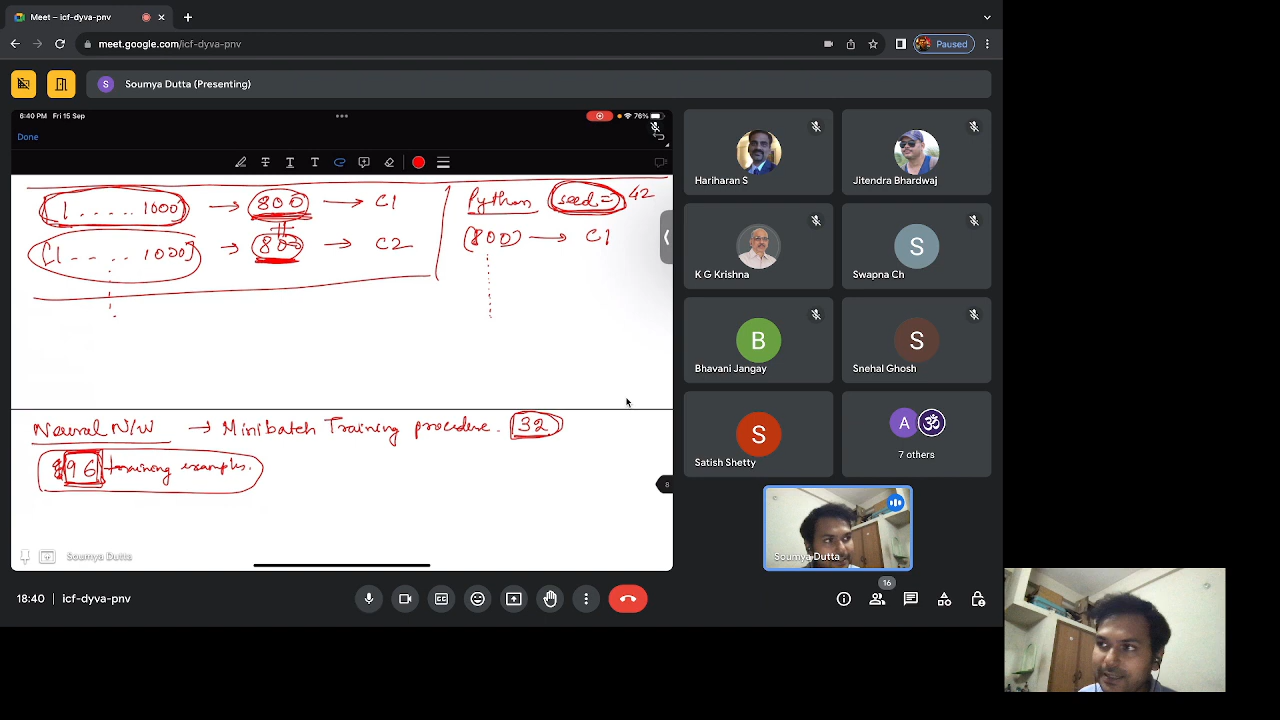 Meet – icf-dyva-pnv
meet.google.com/icf-dyva-pnv
Paused
S Soumya Dutta (Presenting)
6:40 PM Fri 15 Sep
76%
Done
[1 ..... 1000] → 800 → C1
[1 ..... 1000] → 800 → C2
Python seed = 42
(800) → C1
Neural N/W → Minibatch Training procedure. 32
96 training examples.
8
Soumya Dutta
Hariharan S
Jitendra Bhardwaj
K G Krishna
S
Swapna Ch
B
Bhavani Jangay
S
Snehal Ghosh
S
Satish Shetty
A ॐ
7 others
Soumya Dutta
18:40 | icf-dyva-pnv
16